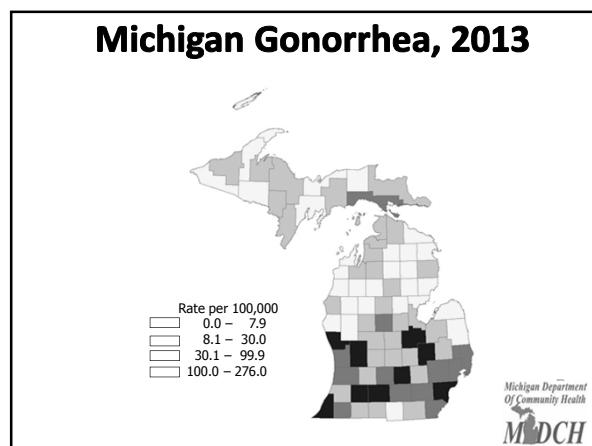 Michigan Gonorrhea, 2013
Rate per 100,000
0.0 – 7.9
8.1 – 30.0
30.1 – 99.9
100.0 – 276.0
Michigan Department
Of Community Health
MDCH